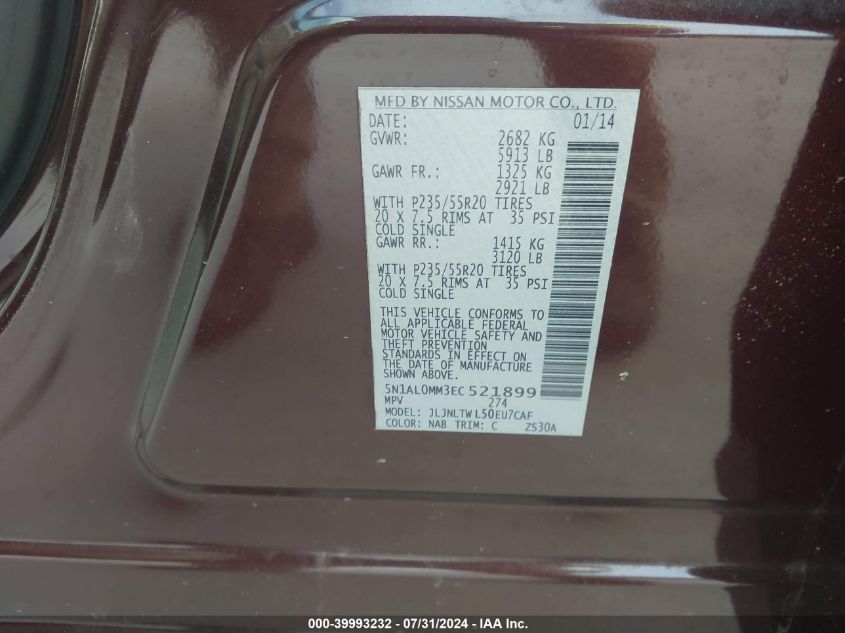 MFD BY NISSAN MOTOR CO., LTD.
DATE: 01/14
GVWR: 2682 KG
5913 LB
GAWR FR.: 1325 KG
2921 LB
WITH P235/55R20 TIRES
20 X 7.5 RIMS AT 35 PSI
COLD SINGLE
GAWR RR.: 1415 KG
3120 LB
WITH P235/55R20 TIRES
20 X 7.5 RIMS AT 35 PSI
COLD SINGLE
THIS VEHICLE CONFORMS TO
ALL APPLICABLE FEDERAL
MOTOR VEHICLE SAFETY AND
THEFT PREVENTION
STANDARDS IN EFFECT ON
THE DATE OF MANUFACTURE
SHOWN ABOVE.
5N1AL0MM3EC521899
MPV 274
MODEL: JLJNLTWL50EU7CAF
COLOR: NAB TRIM: C ZS30A
000-39993232 - 07/31/2024 - IAA Inc.